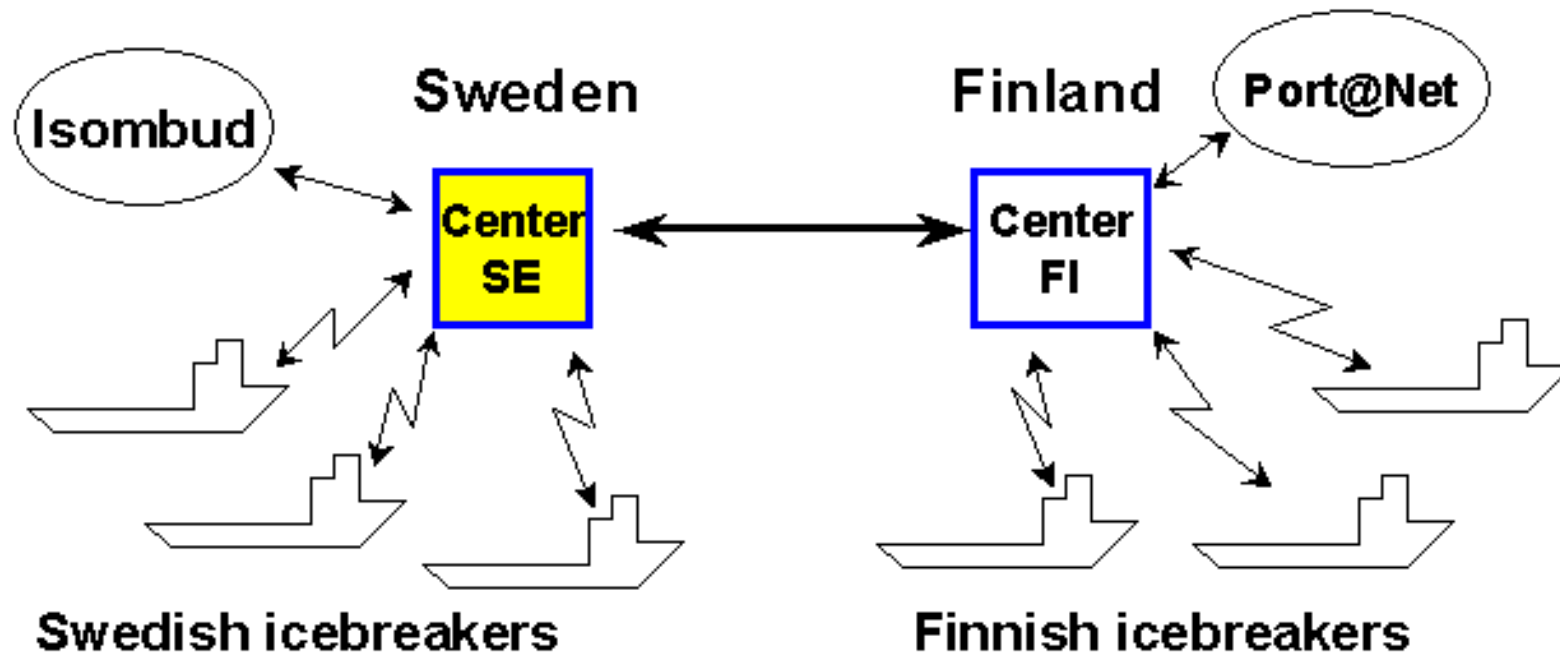 Sweden
Finland
Port@Net
Isombud
Center
SE
Center
FI
Swedish icebreakers
Finnish icebreakers